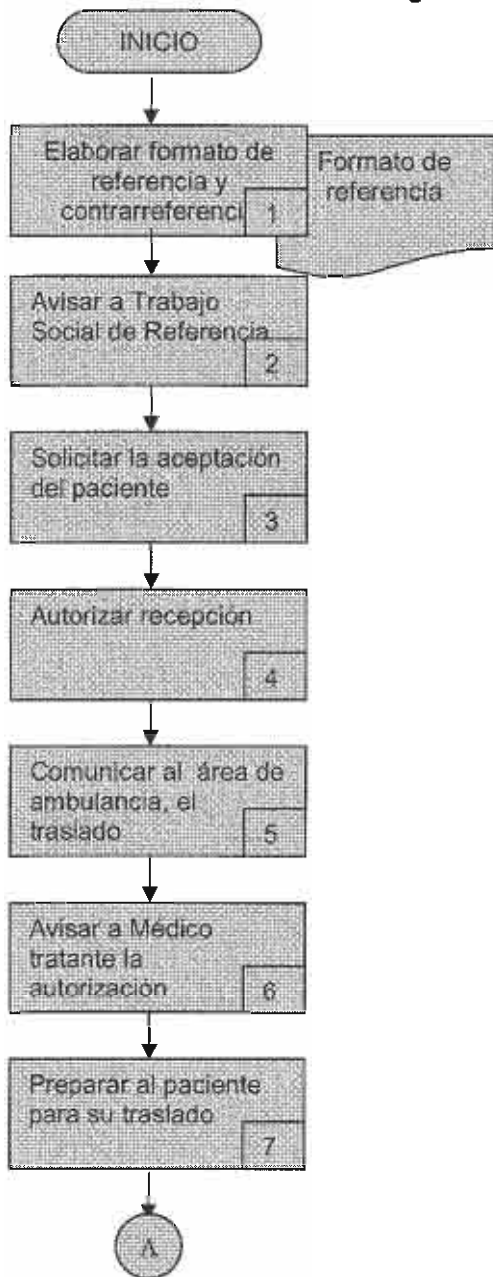 INICIO
Elaborar formato de
referencia y
contrarreferenci
1
Formato de
referencia
Avisar a Trabajo
Social de Referencia
2
Solicitar la aceptación
del paciente
3
Autorizar recepción
4
Comunicar al área de
ambulancia, el
traslado
5
Avisar a Médico
tratante la
autorización
6
Preparar al paciente
para su traslado
7
A